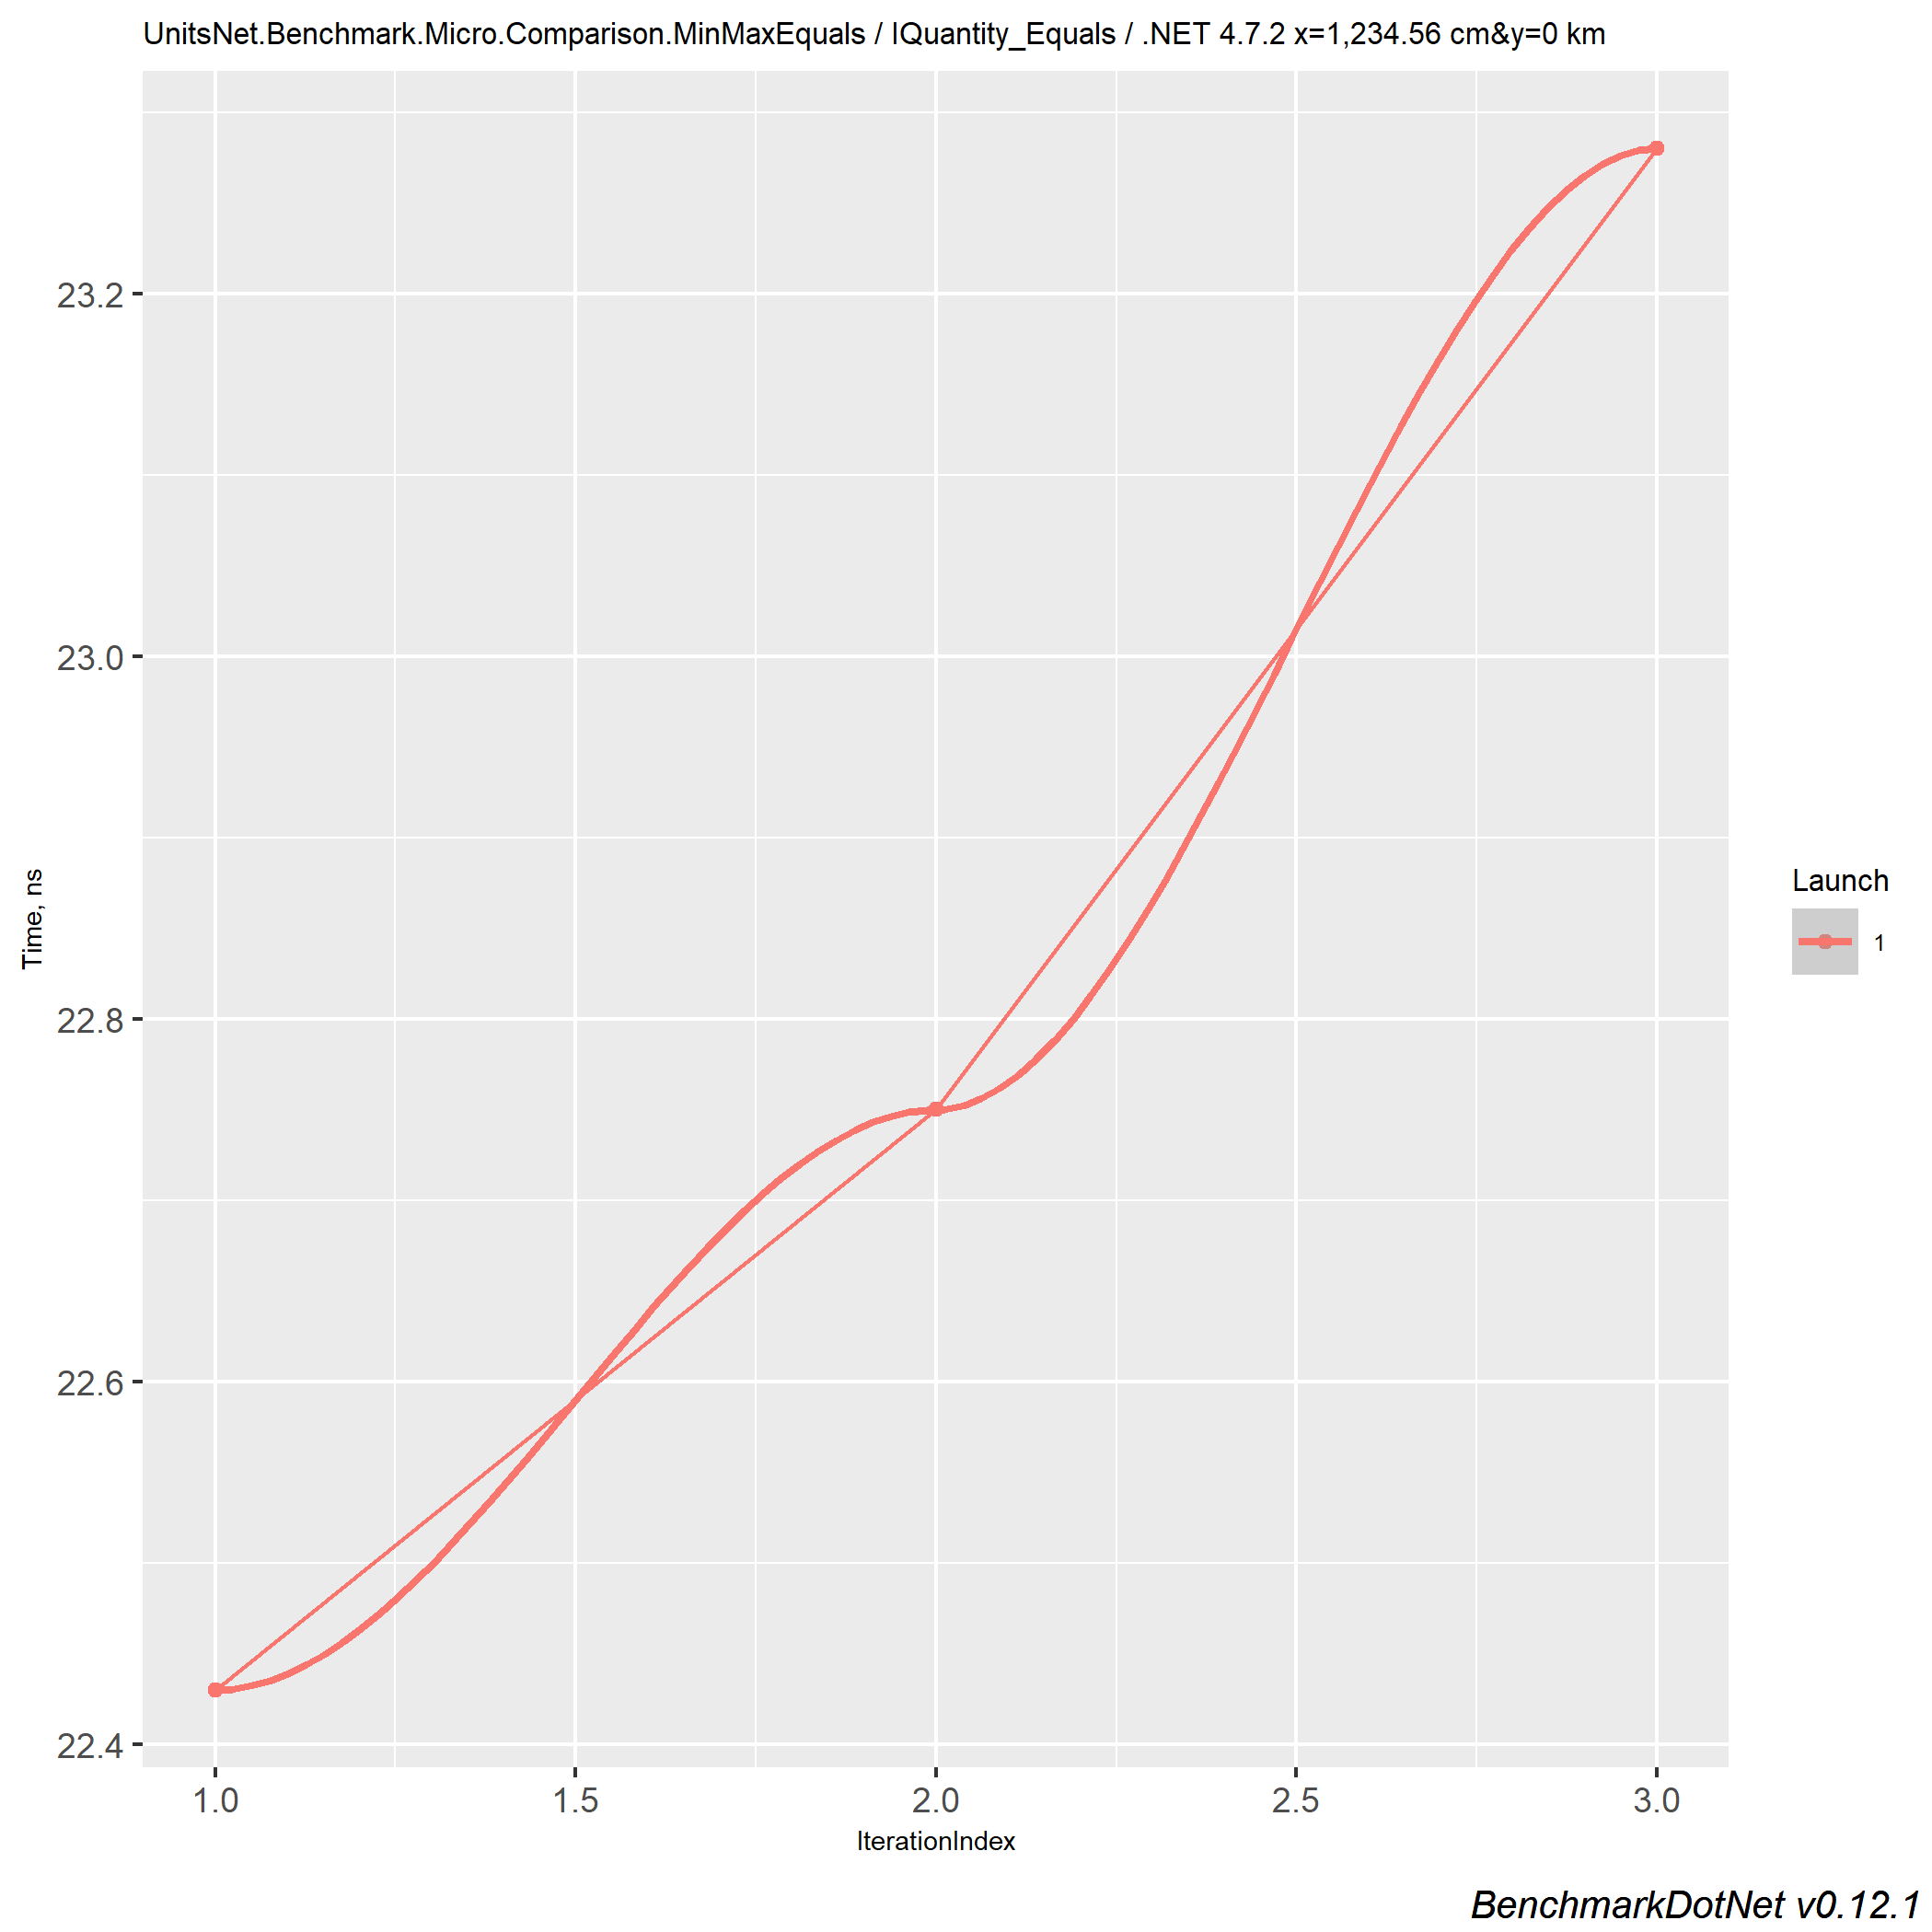 UnitsNet.Benchmark.Micro.Comparison.MinMaxEquals / IQuantity_Equals / .NET 4.7.2 x=1,234.56 cm&y=0 km
23.2
23.0
22.8
22.6
22.4
Time, ns
1.0 1.5 2.0 2.5 3.0
IterationIndex
Launch
1
BenchmarkDotNet v0.12.1